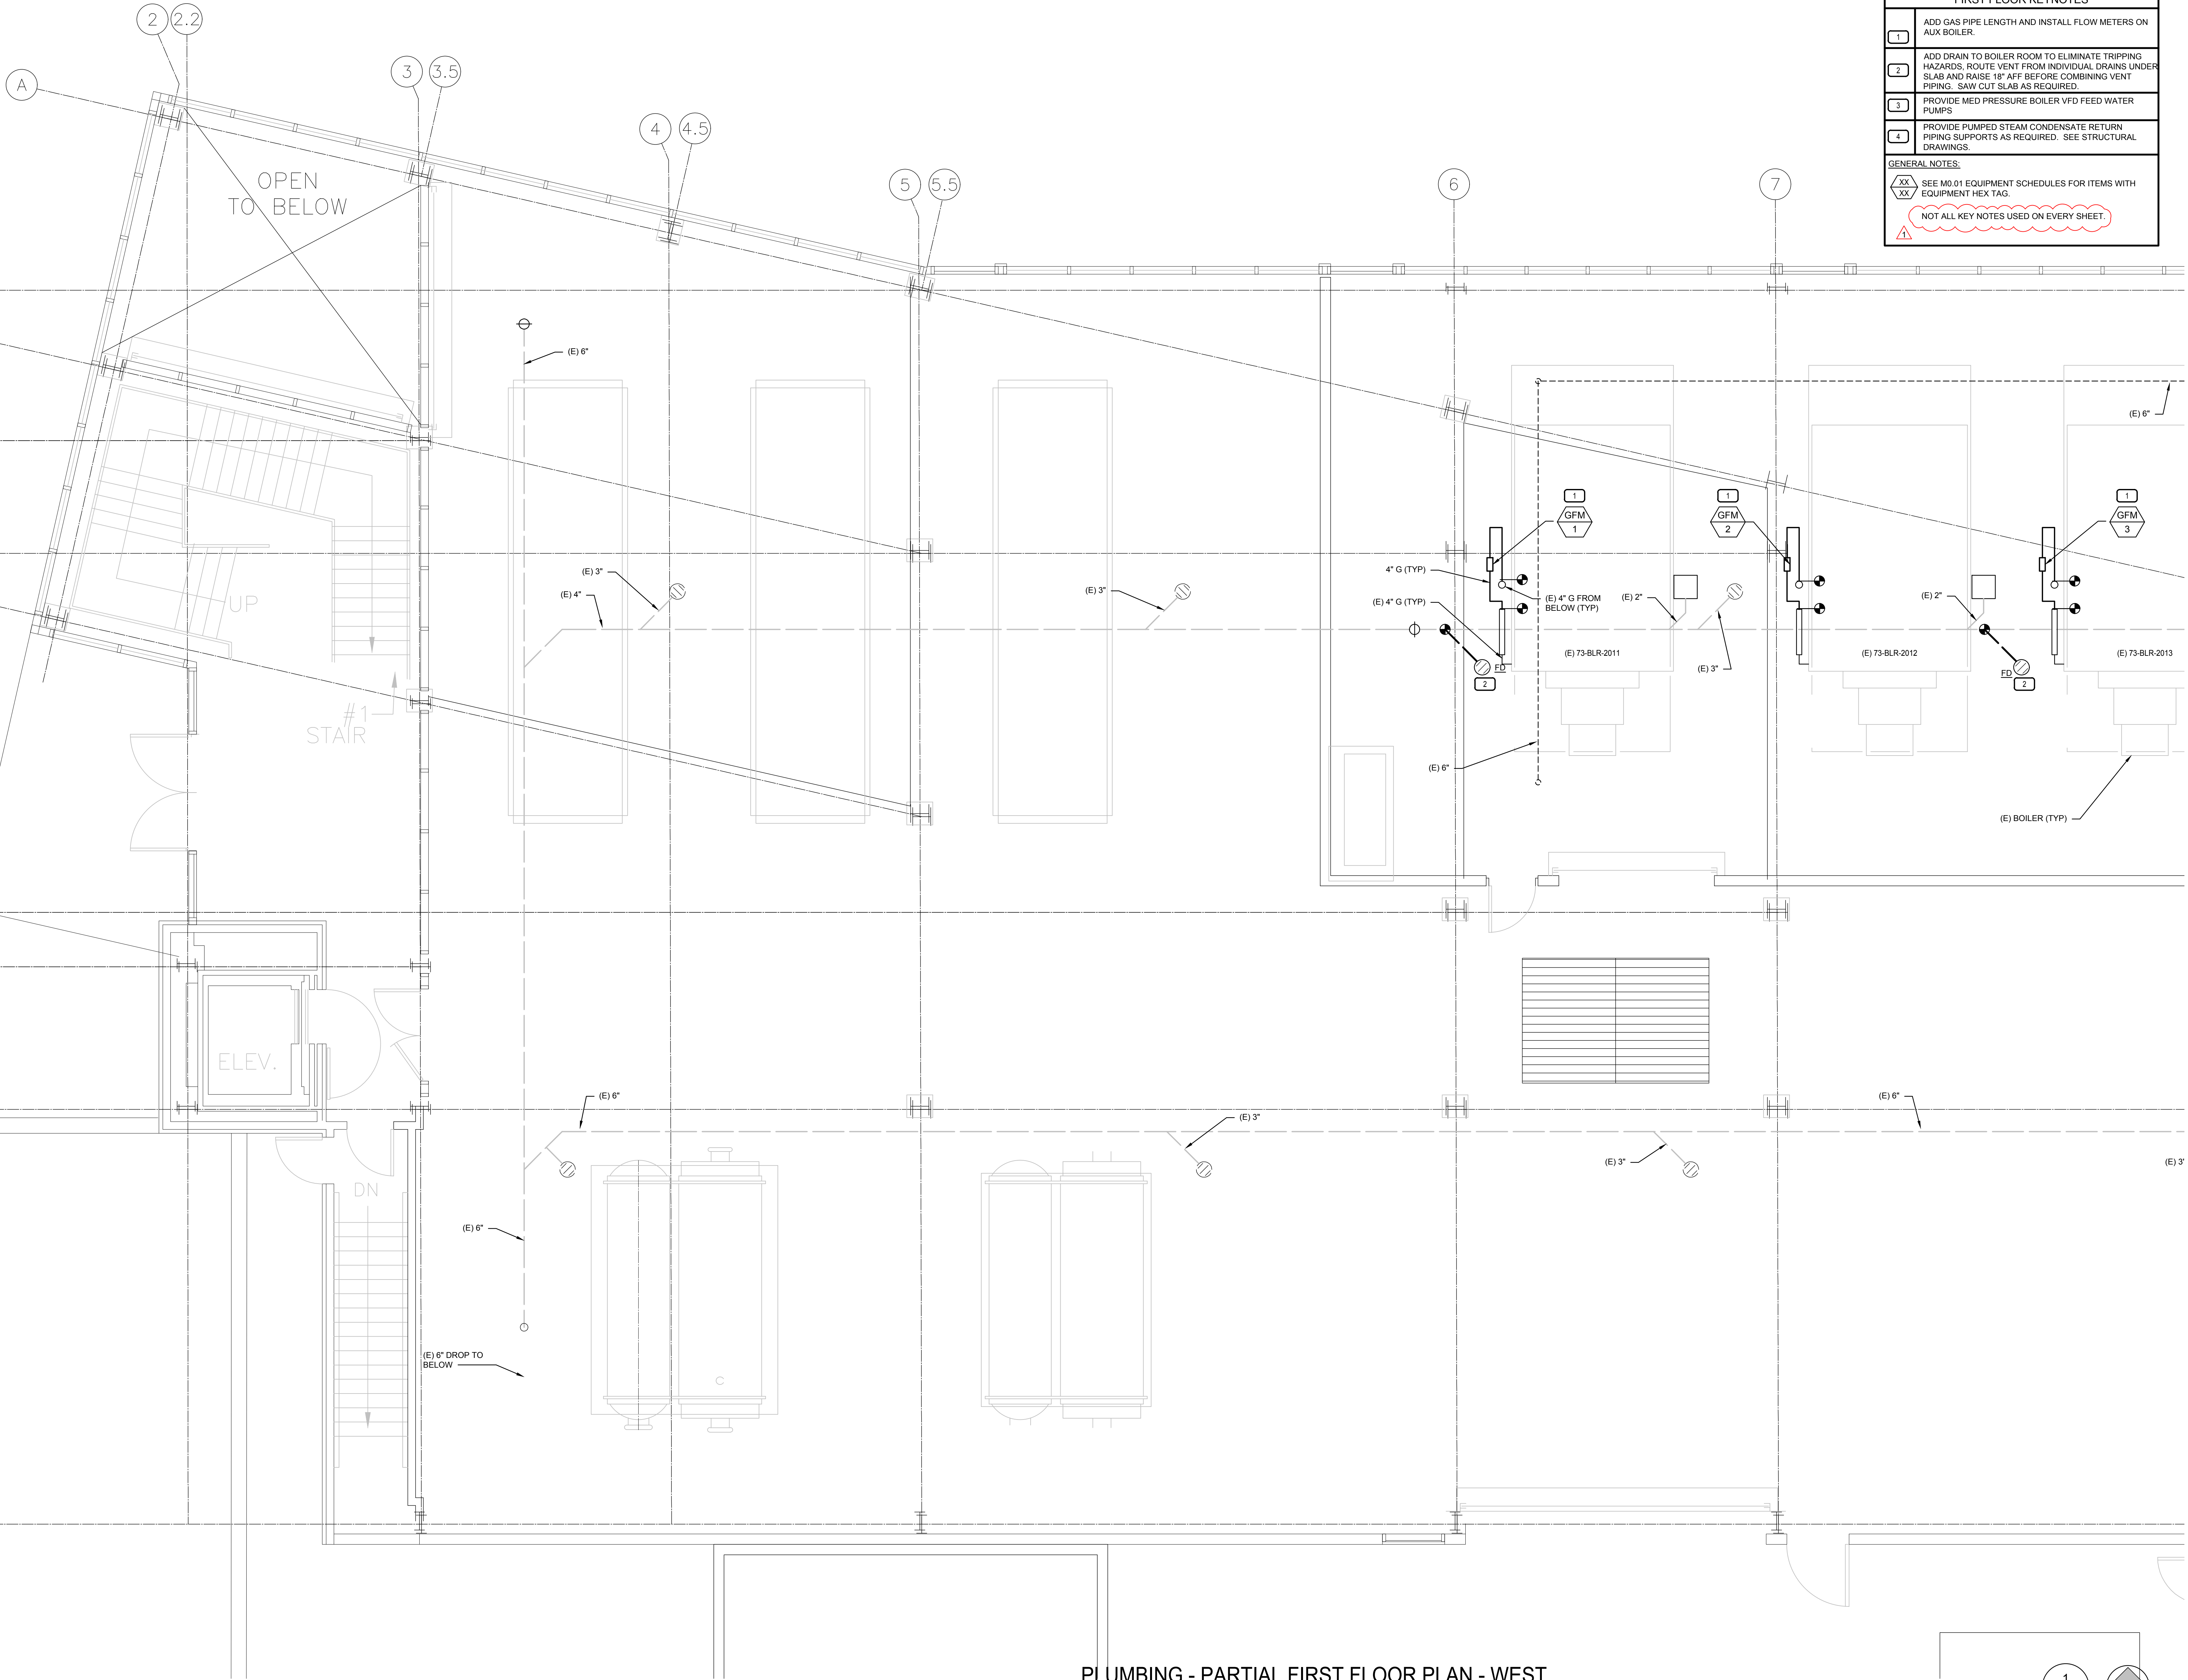 2 2.2
3 3.5
A
4 4.5
5 5.5
6
7
FIRST FLOOR KEYNOTES
1 ADD GAS PIPE LENGTH AND INSTALL FLOW METERS ON
AUX BOILER.
2 ADD DRAIN TO BOILER ROOM TO ELIMINATE TRIPPING
HAZARDS, ROUTE VENT FROM INDIVIDUAL DRAINS UNDER
SLAB AND RAISE 18" AFF BEFORE COMBINING VENT
PIPING. SAW CUT SLAB AS REQUIRED.
3 PROVIDE MED PRESSURE BOILER VFD FEED WATER
PUMPS
4 PROVIDE PUMPED STEAM CONDENSATE RETURN
PIPING SUPPORTS AS REQUIRED. SEE STRUCTURAL
DRAWINGS.
GENERAL NOTES:
XX
XX
SEE M0.01 EQUIPMENT SCHEDULES FOR ITEMS WITH
EQUIPMENT HEX TAG.
NOT ALL KEY NOTES USED ON EVERY SHEET.
1
OPEN
TO BELOW
(E) 6"
(E) 6"
1
GFM
1
1
GFM
2
1
GFM
3
(E) 3"
(E) 4"
(E) 3"
4" G (TYP)
(E) 4" G (TYP)
(E) 4" G FROM
BELOW (TYP)
(E) 2"
(E) 2"
UP
(E) 73-BLR-2011
(E) 73-BLR-2012
(E) 73-BLR-2013
FD
2
(E) 3"
FD
2
#1
STAIR
(E) 6"
(E) BOILER (TYP)
ELEV.
(E) 6"
(E) 3"
(E) 6"
(E) 3"
(E) 3"
DN
(E) 6"
(E) 6" DROP TO
BELOW
C
PLUMBING - PARTIAL FIRST FLOOR PLAN - WEST
1